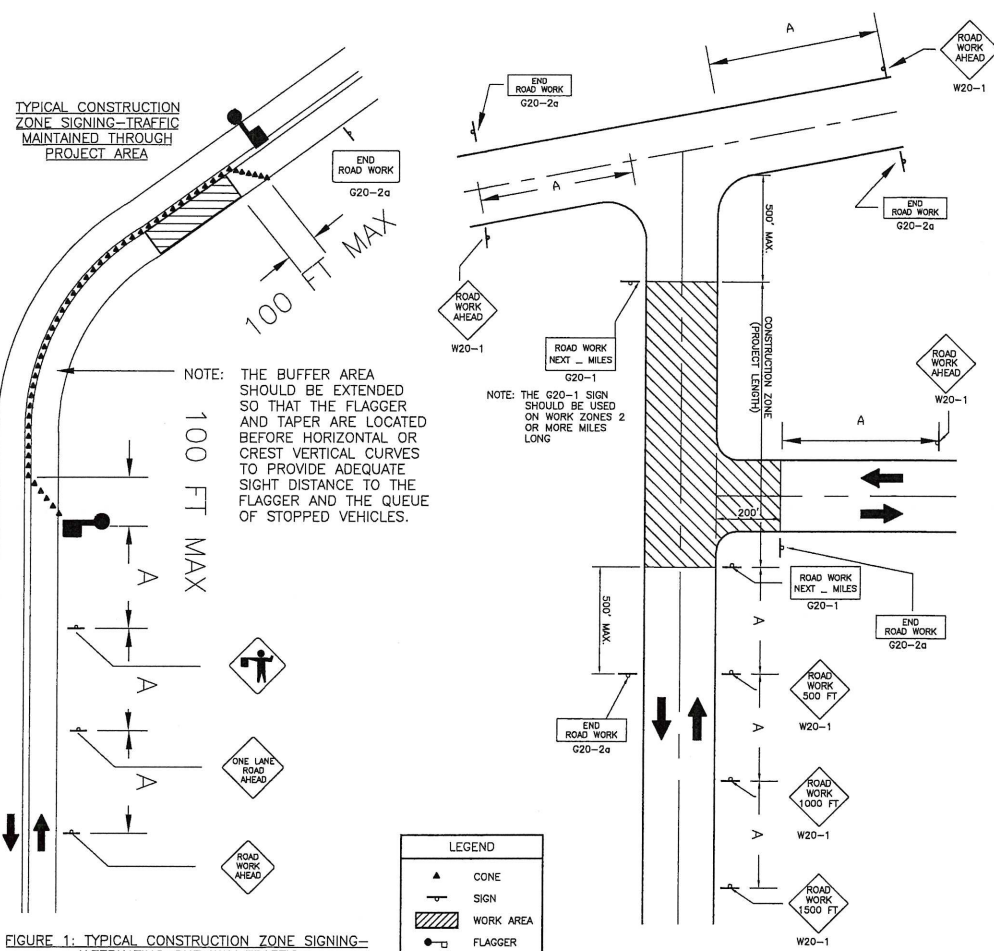 TYPICAL CONSTRUCTION
ZONE SIGNING-TRAFFIC
MAINTAINED THROUGH
PROJECT AREA
END
ROAD WORK
G20-2a
100 FT MAX
NOTE: THE BUFFER AREA
SHOULD BE EXTENDED
SO THAT THE FLAGGER
AND TAPER ARE LOCATED
BEFORE HORIZONTAL OR
CREST VERTICAL CURVES
TO PROVIDE ADEQUATE
SIGHT DISTANCE TO THE
FLAGGER AND THE QUEUE
OF STOPPED VEHICLES.
100 FT MAX
A
A
A
ONE LANE
ROAD
AHEAD
ROAD
WORK
AHEAD
FIGURE 1: TYPICAL CONSTRUCTION ZONE SIGNING-
LEGEND
CONE
SIGN
WORK AREA
FLAGGER
END
ROAD WORK
G20-2a
A
ROAD
WORK
AHEAD
W20-1
A
END
ROAD WORK
G20-2a
ROAD
WORK
AHEAD
W20-1
500' MAX.
ROAD WORK
NEXT _ MILES
G20-1
NOTE: THE G20-1 SIGN
SHOULD BE USED
ON WORK ZONES 2
OR MORE MILES
LONG
CONSTRUCTION ZONE
(PROJECT LENGTH)
ROAD
WORK
AHEAD
W20-1
A
200'
ROAD WORK
NEXT _ MILES
G20-1
END
ROAD WORK
G20-2a
500' MAX.
END
ROAD WORK
G20-2a
A
ROAD
WORK
500 FT
W20-1
A
ROAD
WORK
1000 FT
W20-1
A
ROAD
WORK
1500 FT
W20-1